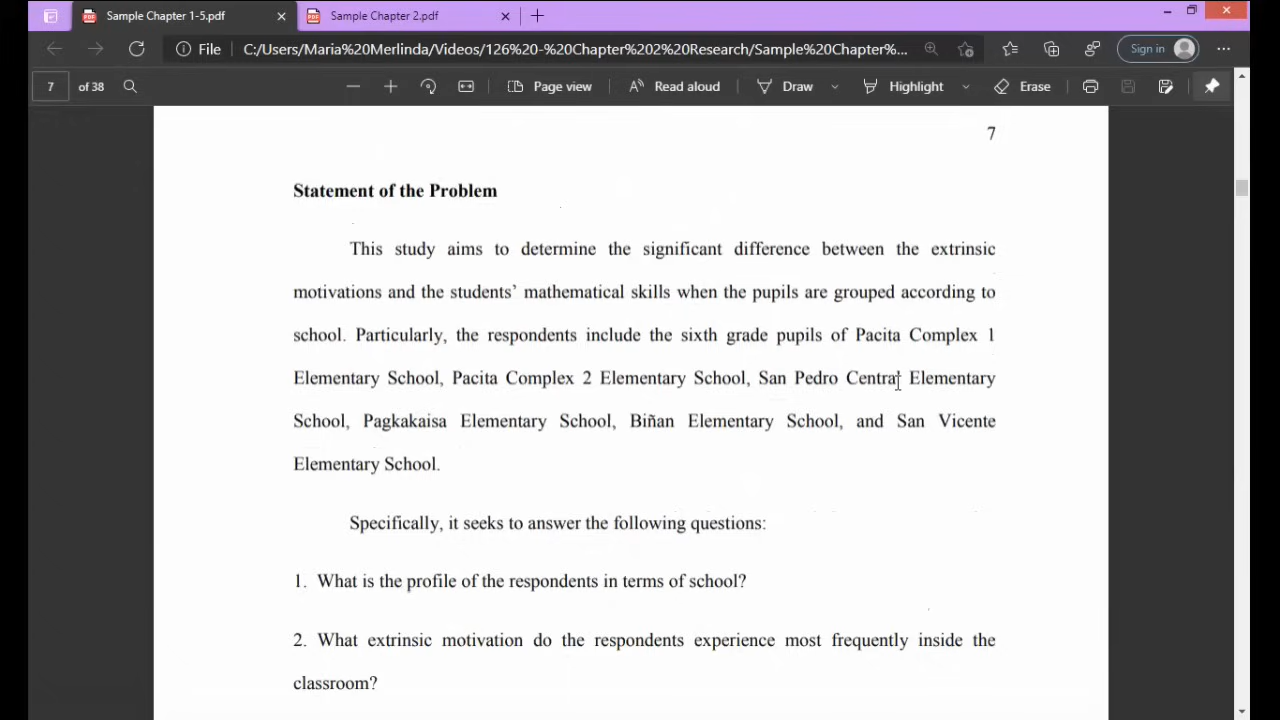 Sample Chapter 1-5.pdf
Sample Chapter 2.pdf
File C:/Users/Maria%20Merlinda/Videos/126%20-%20Chapter%202%20Research/Sample%20Chapter%... Sign in
7 of 38 Page view Read aloud Draw Highlight Erase
7
Statement of the Problem
This study aims to determine the significant difference between the extrinsic
motivations and the students’ mathematical skills when the pupils are grouped according to
school. Particularly, the respondents include the sixth grade pupils of Pacita Complex 1
Elementary School, Pacita Complex 2 Elementary School, San Pedro Central Elementary
School, Pagkakaisa Elementary School, Biñan Elementary School, and San Vicente
Elementary School.
Specifically, it seeks to answer the following questions:
1. What is the profile of the respondents in terms of school?
2. What extrinsic motivation do the respondents experience most frequently inside the
classroom?